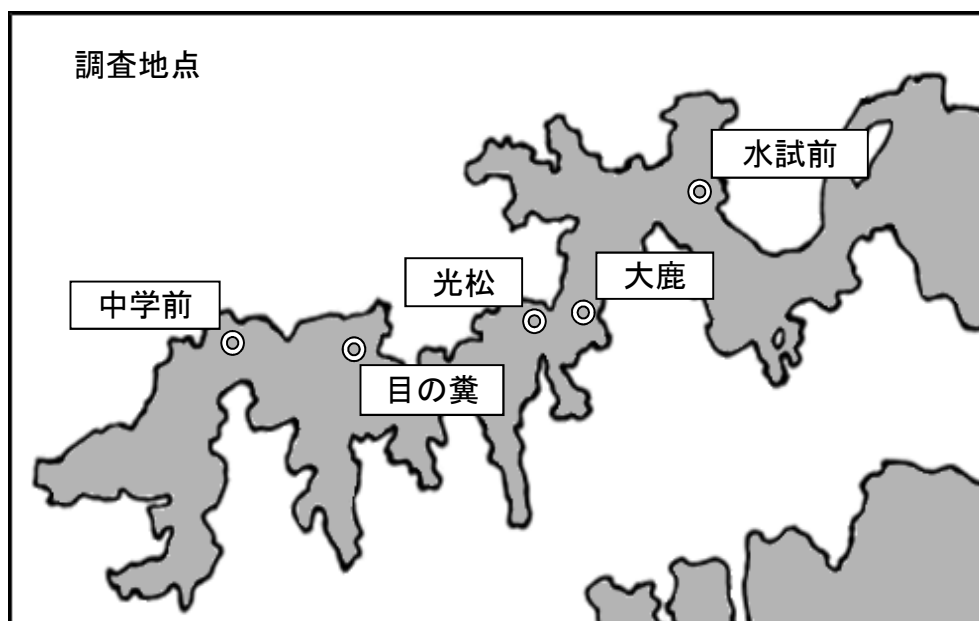 調査地点
水試前
大鹿
光松
中学前
目の糞